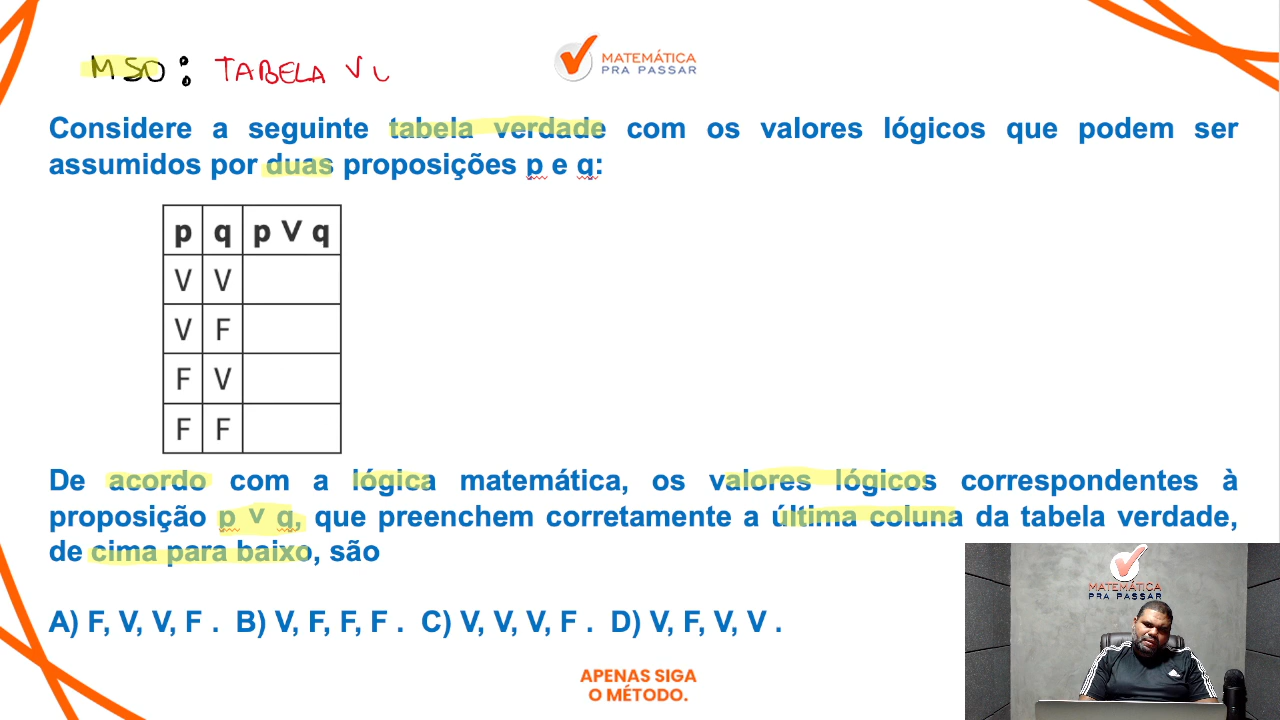 MSO: TABELA V
MATEMÁTICA
PRA PASSAR
Considere a seguinte tabela verdade com os valores lógicos que podem ser
assumidos por duas proposições p e q:
p q p V q
V V
V F
F V
F F
De acordo com a lógica matemática, os valores lógicos correspondentes à
proposição p v q, que preenchem corretamente a última coluna da tabela verdade,
de cima para baixo, são
A) F, V, V, F . B) V, F, F, F . C) V, V, V, F . D) V, F, V, V .
MATEMÁTICA
PRA PASSAR
APENAS SIGA
O MÉTODO.